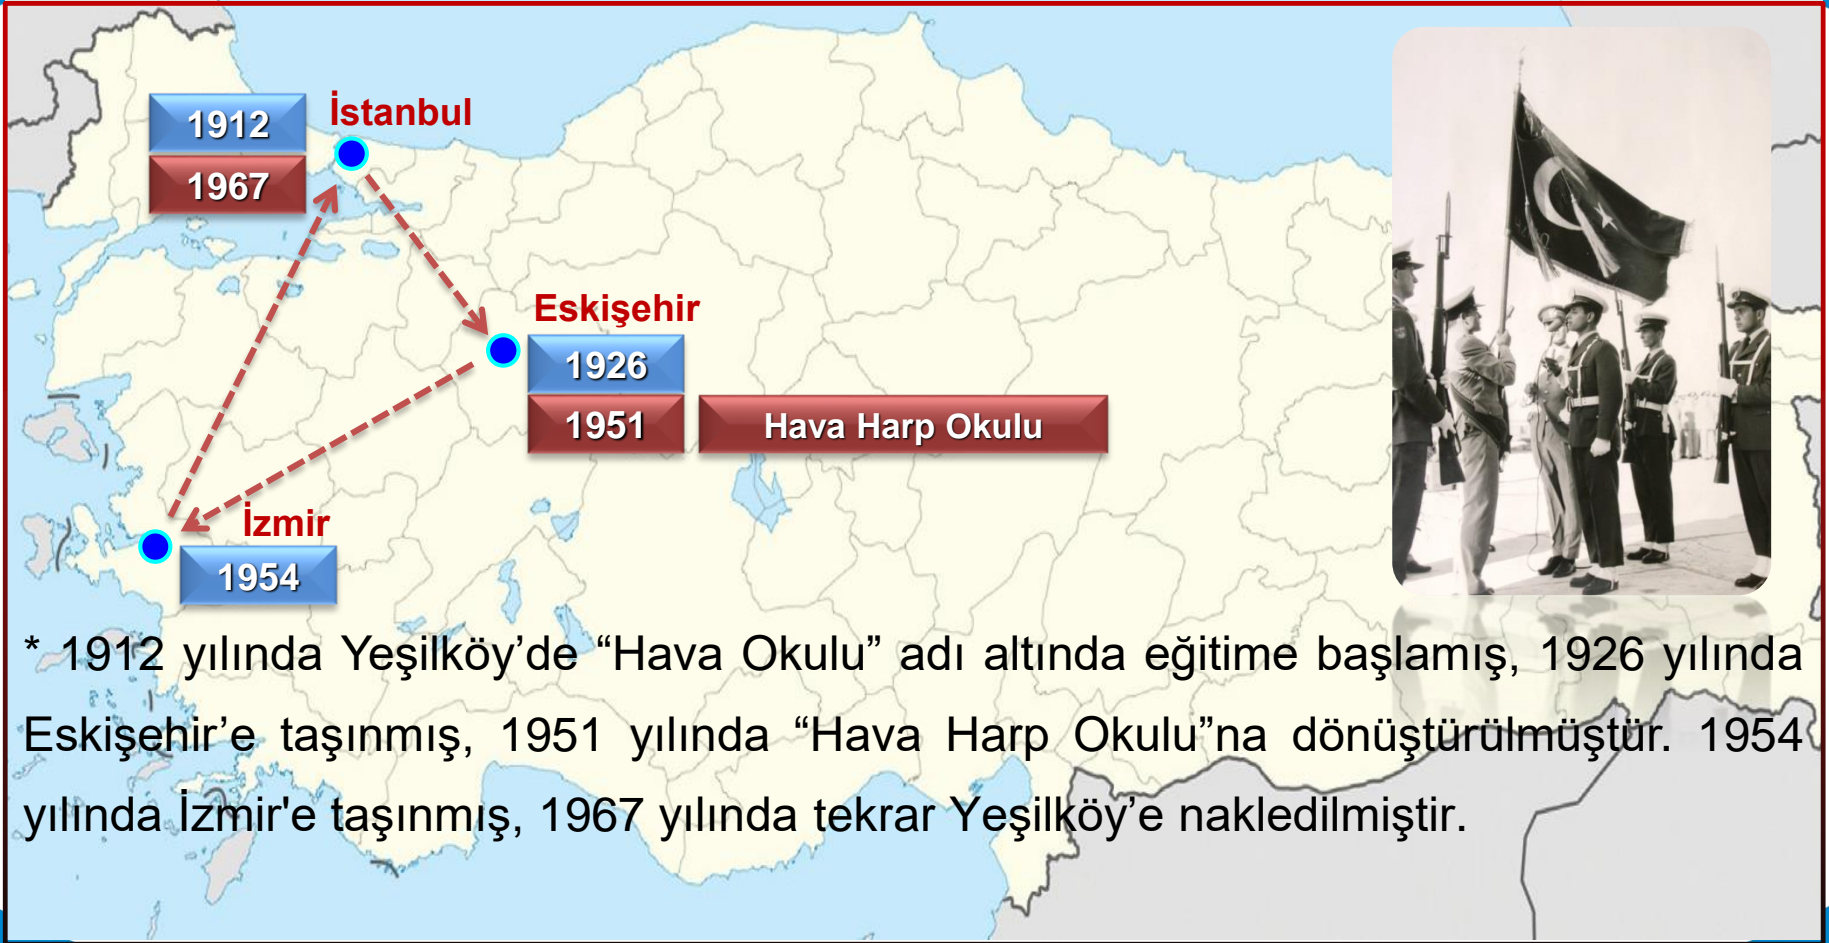 İstanbul
1912
1967
Eskişehir
1926
1951
Hava Harp Okulu
İzmir
1954
* 1912 yılında Yeşilköy’de “Hava Okulu” adı altında eğitime başlamış, 1926 yılında
Eskişehir’e taşınmış, 1951 yılında “Hava Harp Okulu”na dönüştürülmüştür. 1954
yılında İzmir'e taşınmış, 1967 yılında tekrar Yeşilköy’e nakledilmiştir.